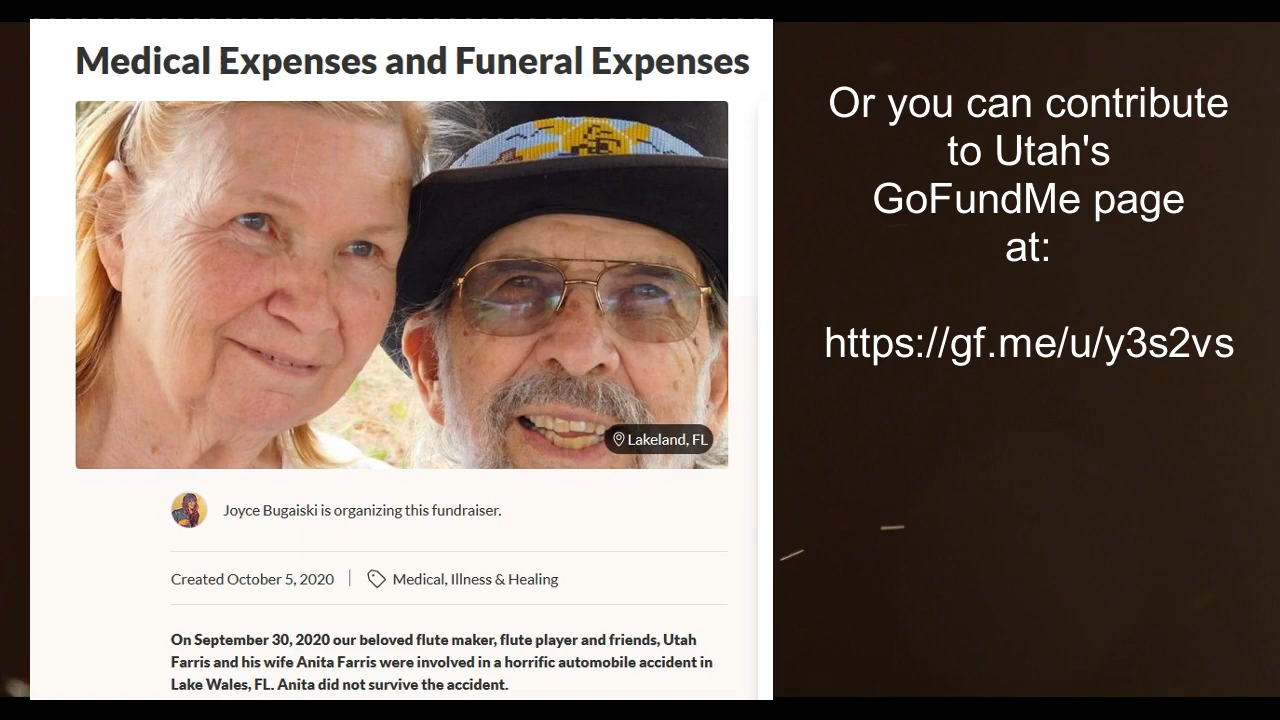 Medical Expenses and Funeral Expenses
Lakeland, FL
Joyce Bugaiski is organizing this fundraiser.
Created October 5, 2020
Medical, Illness & Healing
On September 30, 2020 our beloved flute maker, flute player and friends, Utah
Farris and his wife Anita Farris were involved in a horrific automobile accident in
Lake Wales, FL. Anita did not survive the accident.
Or you can contribute
to Utah's
GoFundMe page
at:
https://gf.me/u/y3s2vs